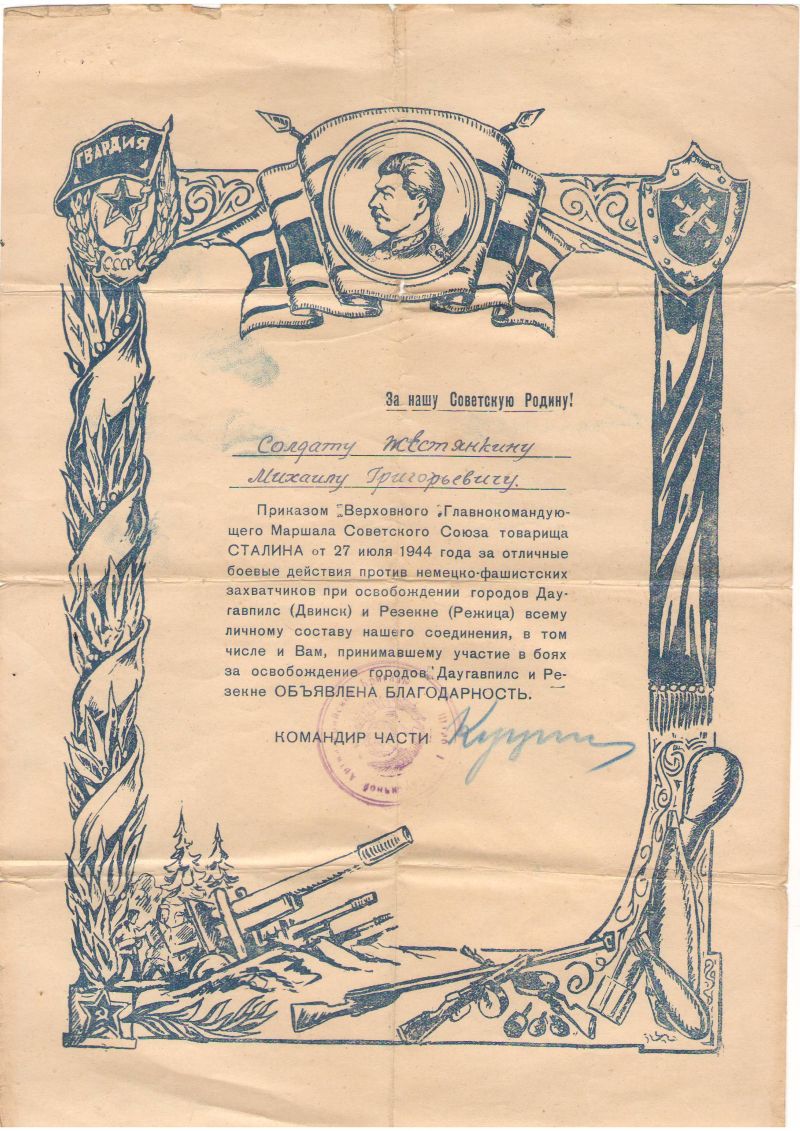 ГВАРДИЯ
СССР
За нашу Советскую Родину!
Солдату Жестянкину
Михаилу Григорьевичу.
Приказом Верховного Главнокомандую-
щего Маршала Советского Союза товарища
СТАЛИНА от 27 июля 1944 года за отличные
боевые действия против немецко-фашистских
захватчиков при освобождении городов Дау-
гавпилс (Двинск) и Резекне (Режица) всему
личному составу нашего соединения, в том
числе и Вам, принимавшему участие в боях
за освобождение городов Даугавпилс и Ре-
зекне ОБЪЯВЛЕНА БЛАГОДАРНОСТЬ.
КОМАНДИР ЧАСТИ